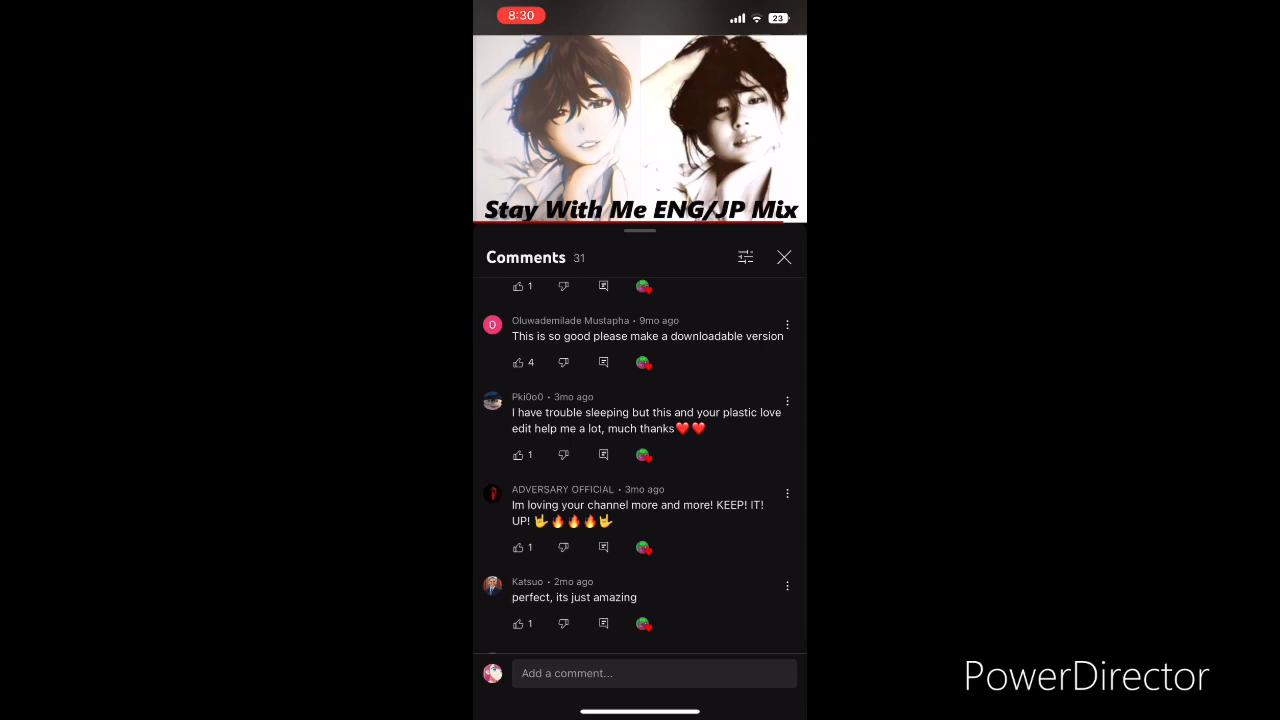 8:30
23
Stay With Me ENG/JP Mix
Comments 31
1
O
Oluwademilade Mustapha • 9mo ago
This is so good please make a downloadable version
4
Pki0o0 • 3mo ago
I have trouble sleeping but this and your plastic love
edit help me a lot, much thanks❤️❤️
1
ADVERSARY OFFICIAL • 3mo ago
Im loving your channel more and more! KEEP! IT!
UP! 🤟🔥🔥🔥🤟
1
Katsuo • 2mo ago
perfect, its just amazing
1
Add a comment...
PowerDirector